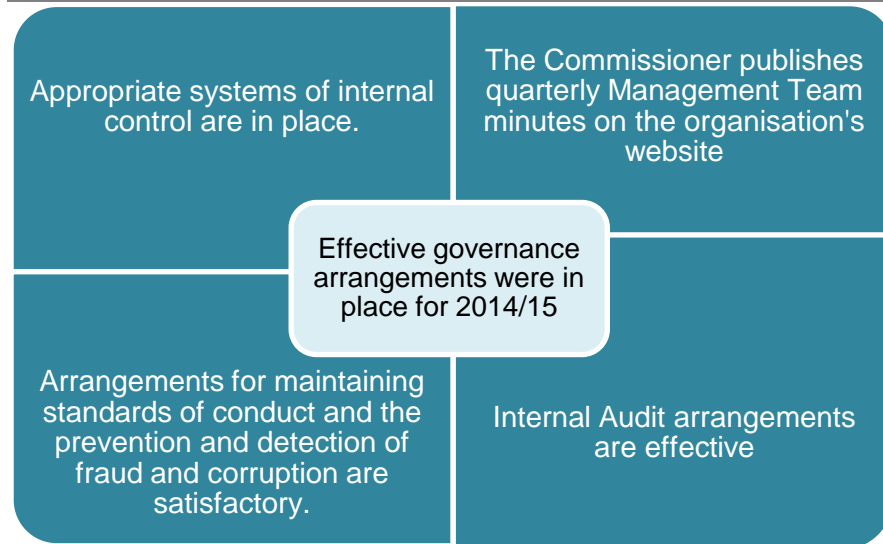 Appropriate systems of internal
control are in place.
The Commissioner publishes
quarterly Management Team
minutes on the organisation's
website
Effective governance
arrangements were in
place for 2014/15
Arrangements for maintaining
standards of conduct and the
prevention and detection of
fraud and corruption are
satisfactory.
Internal Audit arrangements
are effective